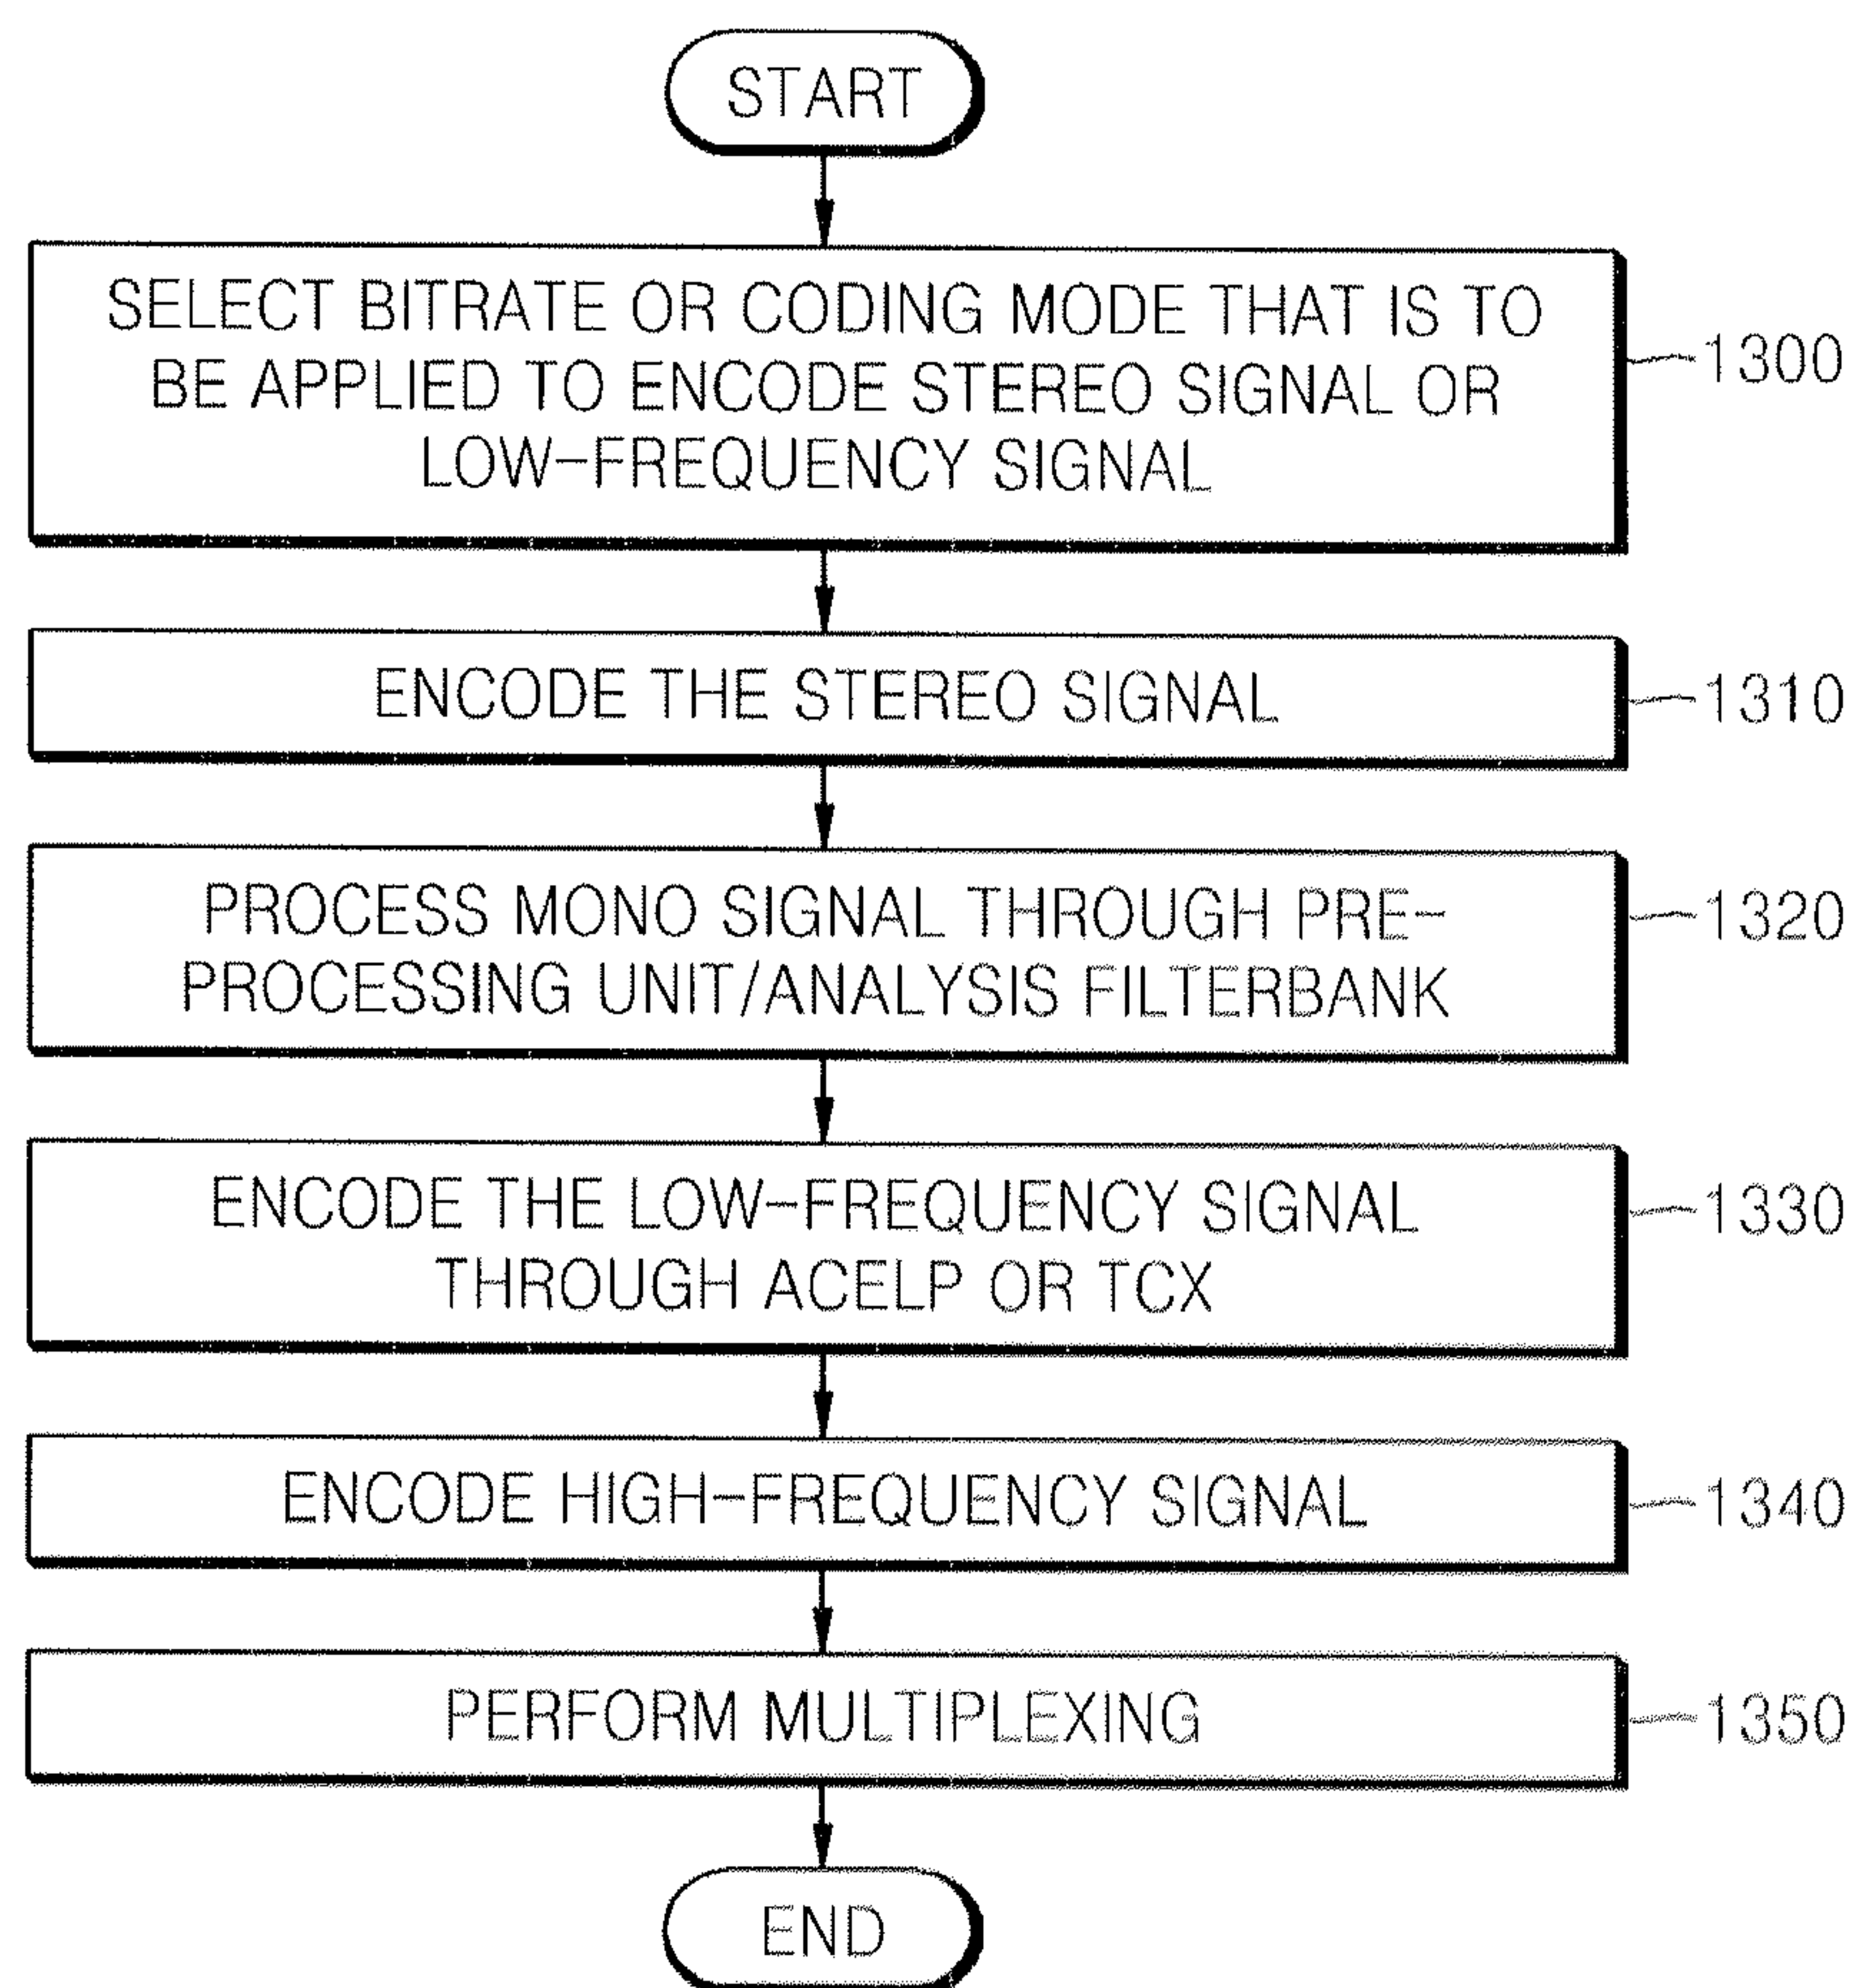 START
SELECT BITRATE OR CODING MODE THAT IS TO
BE APPLIED TO ENCODE STEREO SIGNAL OR
LOW-FREQUENCY SIGNAL
1300
ENCODE THE STEREO SIGNAL
1310
PROCESS MONO SIGNAL THROUGH PRE-
PROCESSING UNIT/ANALYSIS FILTERBANK
1320
ENCODE THE LOW-FREQUENCY SIGNAL
THROUGH ACELP OR TCX
1330
ENCODE HIGH-FREQUENCY SIGNAL
1340
PERFORM MULTIPLEXING
1350
END